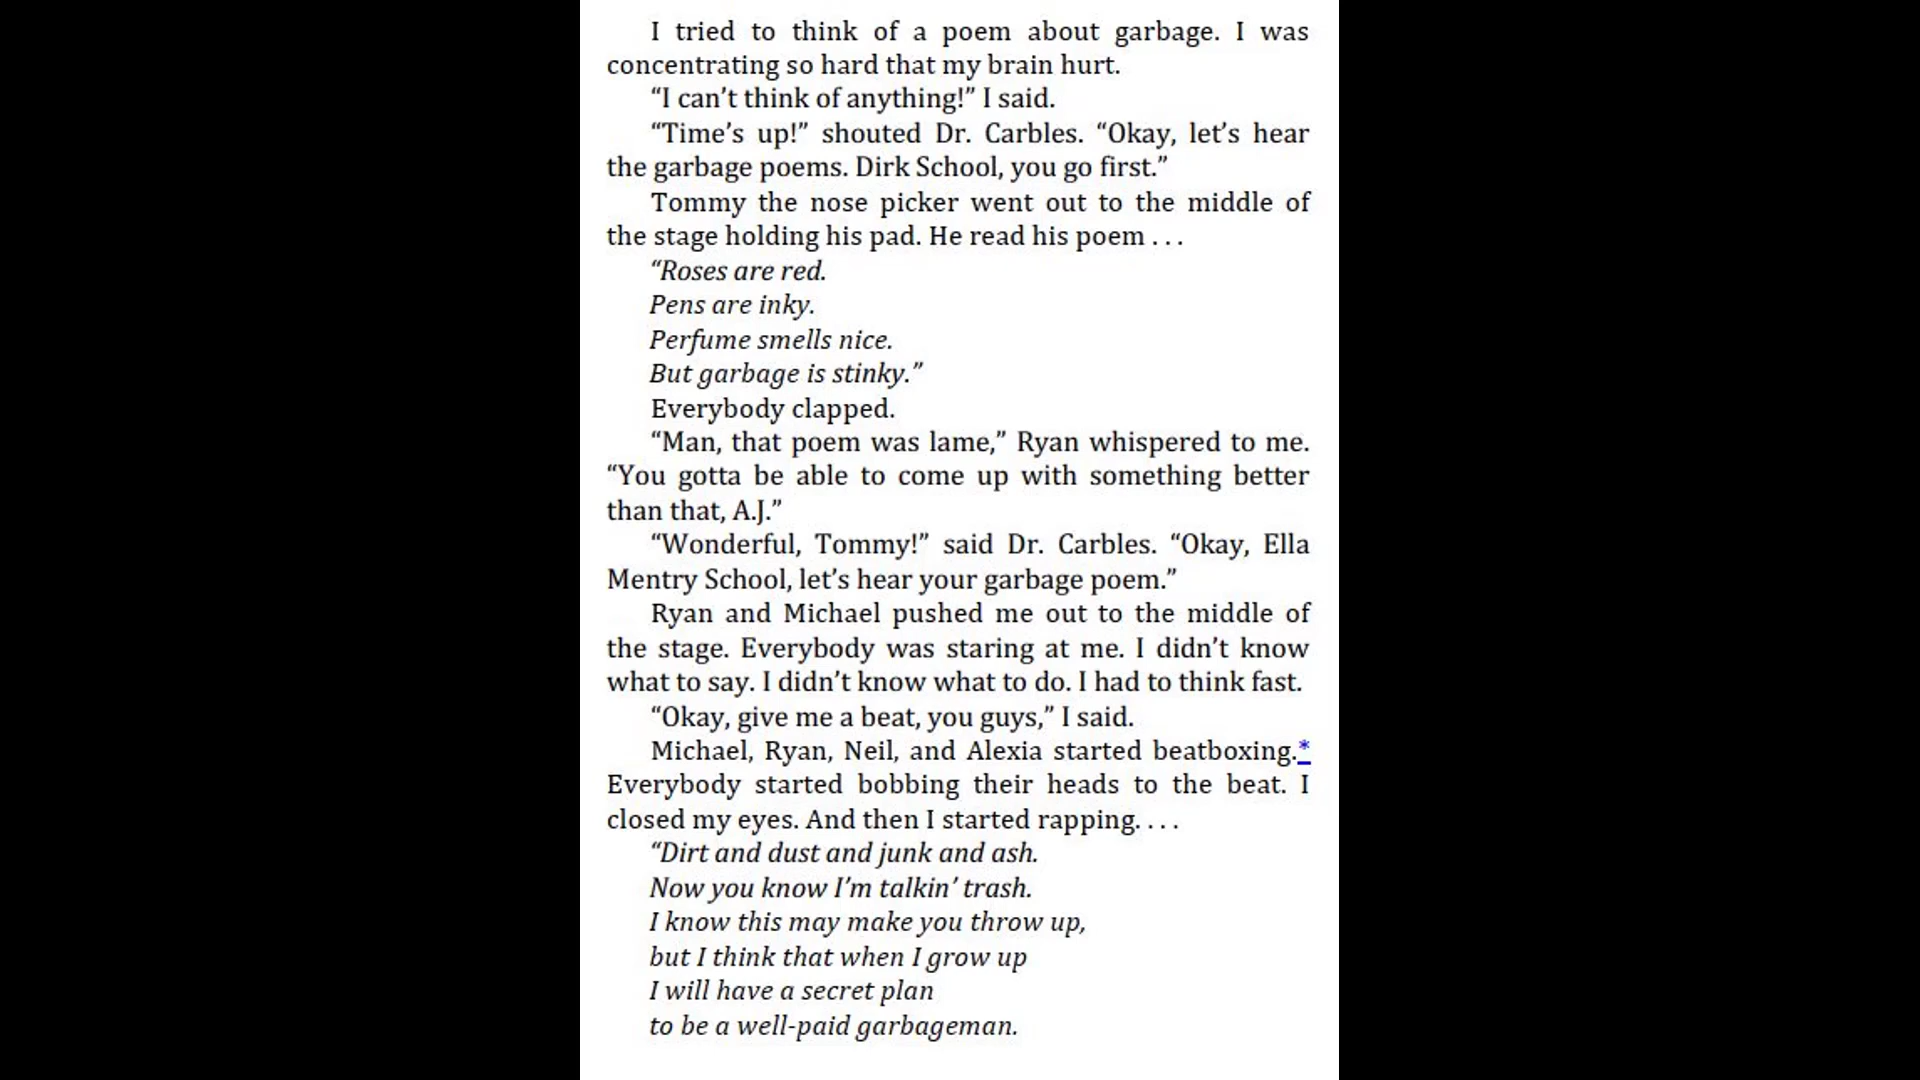 I tried to think of a poem about garbage. I was
concentrating so hard that my brain hurt.
“I can’t think of anything!” I said.
“Time’s up!” shouted Dr. Carbles. “Okay, let’s hear
the garbage poems. Dirk School, you go first.”
Tommy the nose picker went out to the middle of
the stage holding his pad. He read his poem . . .
“Roses are red.
Pens are inky.
Perfume smells nice.
But garbage is stinky.”
Everybody clapped.
“Man, that poem was lame,” Ryan whispered to me.
“You gotta be able to come up with something better
than that, A.J.”
“Wonderful, Tommy!” said Dr. Carbles. “Okay, Ella
Mentry School, let’s hear your garbage poem.”
Ryan and Michael pushed me out to the middle of
the stage. Everybody was staring at me. I didn’t know
what to say. I didn’t know what to do. I had to think fast.
“Okay, give me a beat, you guys,” I said.
Michael, Ryan, Neil, and Alexia started beatboxing.*
Everybody started bobbing their heads to the beat. I
closed my eyes. And then I started rapping. . . .
“Dirt and dust and junk and ash.
Now you know I’m talkin’ trash.
I know this may make you throw up,
but I think that when I grow up
I will have a secret plan
to be a well-paid garbageman.